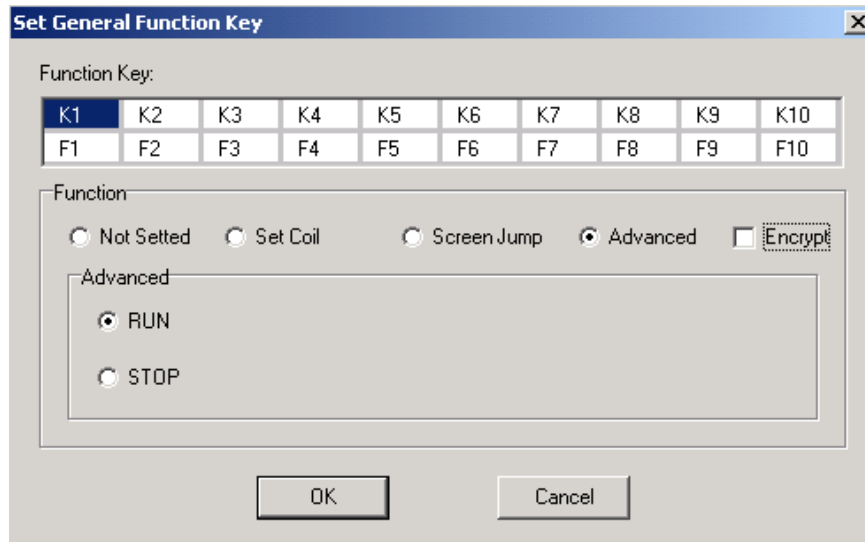 Set General Function Key
Function Key:
K1 K2 K3 K4 K5 K6 K7 K8 K9 K10
F1 F2 F3 F4 F5 F6 F7 F8 F9 F10
Function
Not Setted Set Coil Screen Jump Advanced Encrypt
Advanced
RUN
STOP
OK Cancel